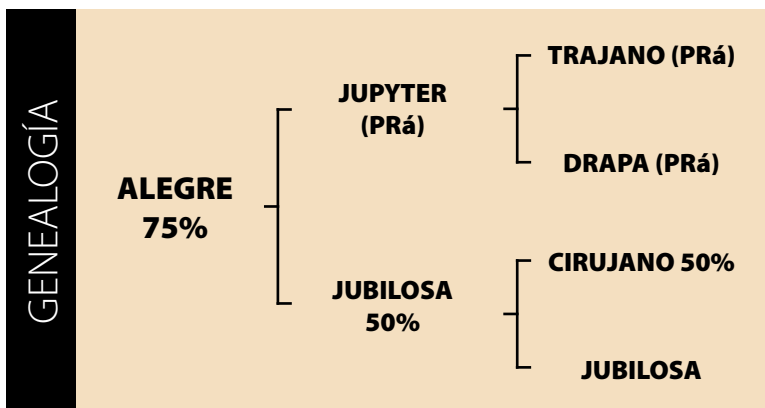 GENEALOGÍA
ALEGRE
75%
JUPYTER
(PRá)
JUBILOSA
50%
TRAJANO (PRá)
DRAPA (PRá)
CIRUJANO 50%
JUBILOSA